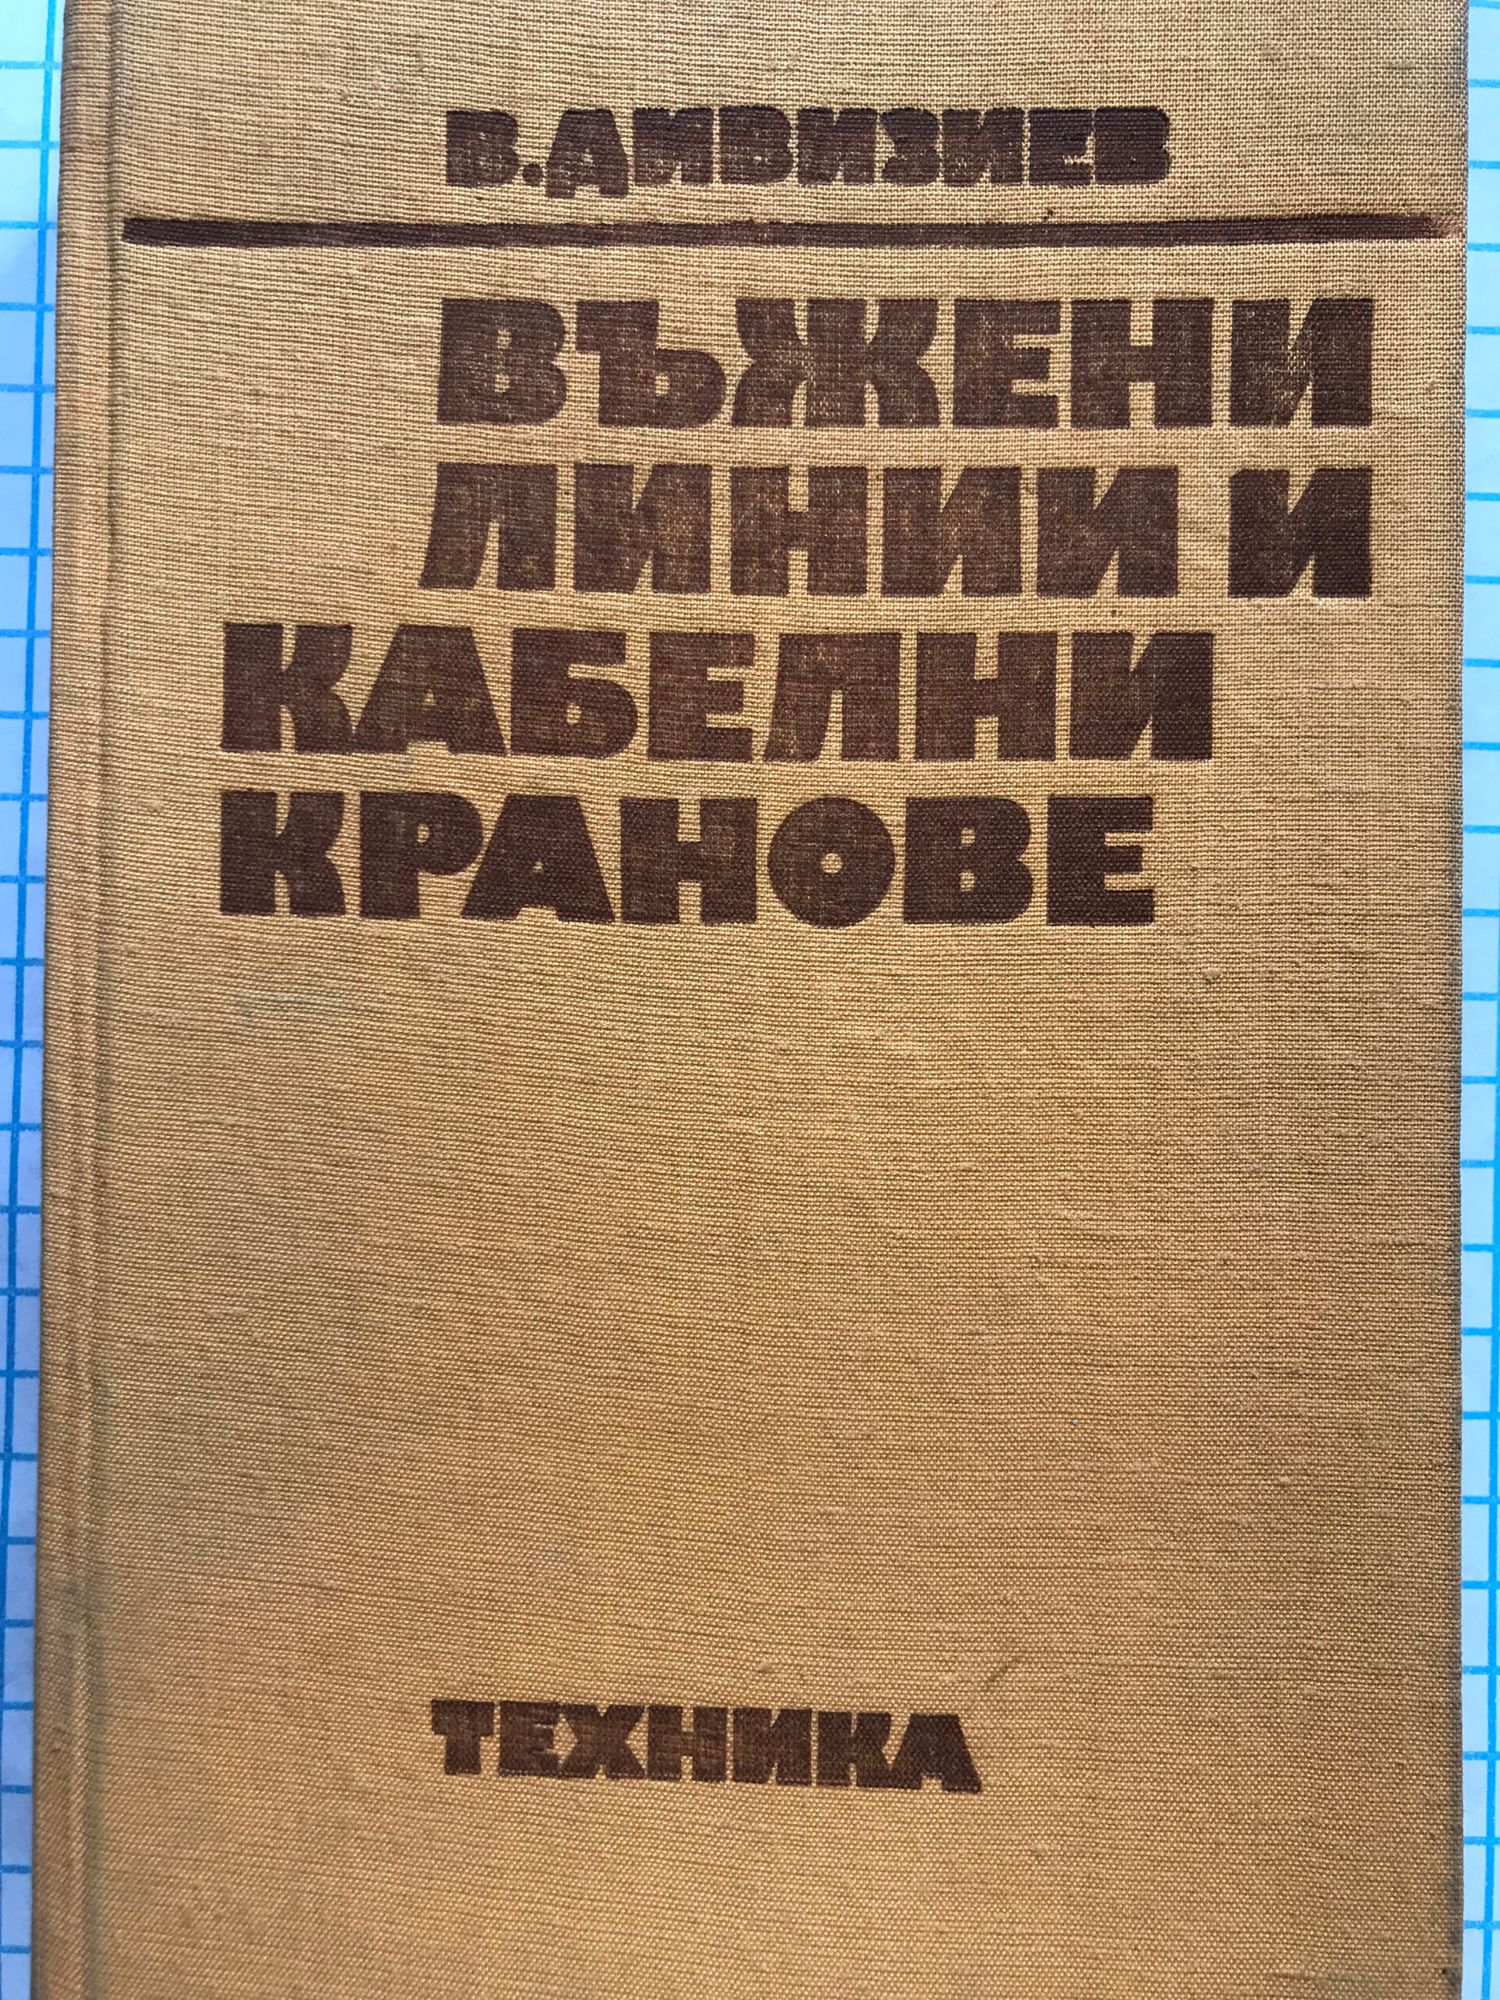 В. ДИВИЗИЕВ
ВЪЖЕНИ
ЛИНИИ И
КАБЕЛНИ
КРАНОВЕ
ТЕХНИКА